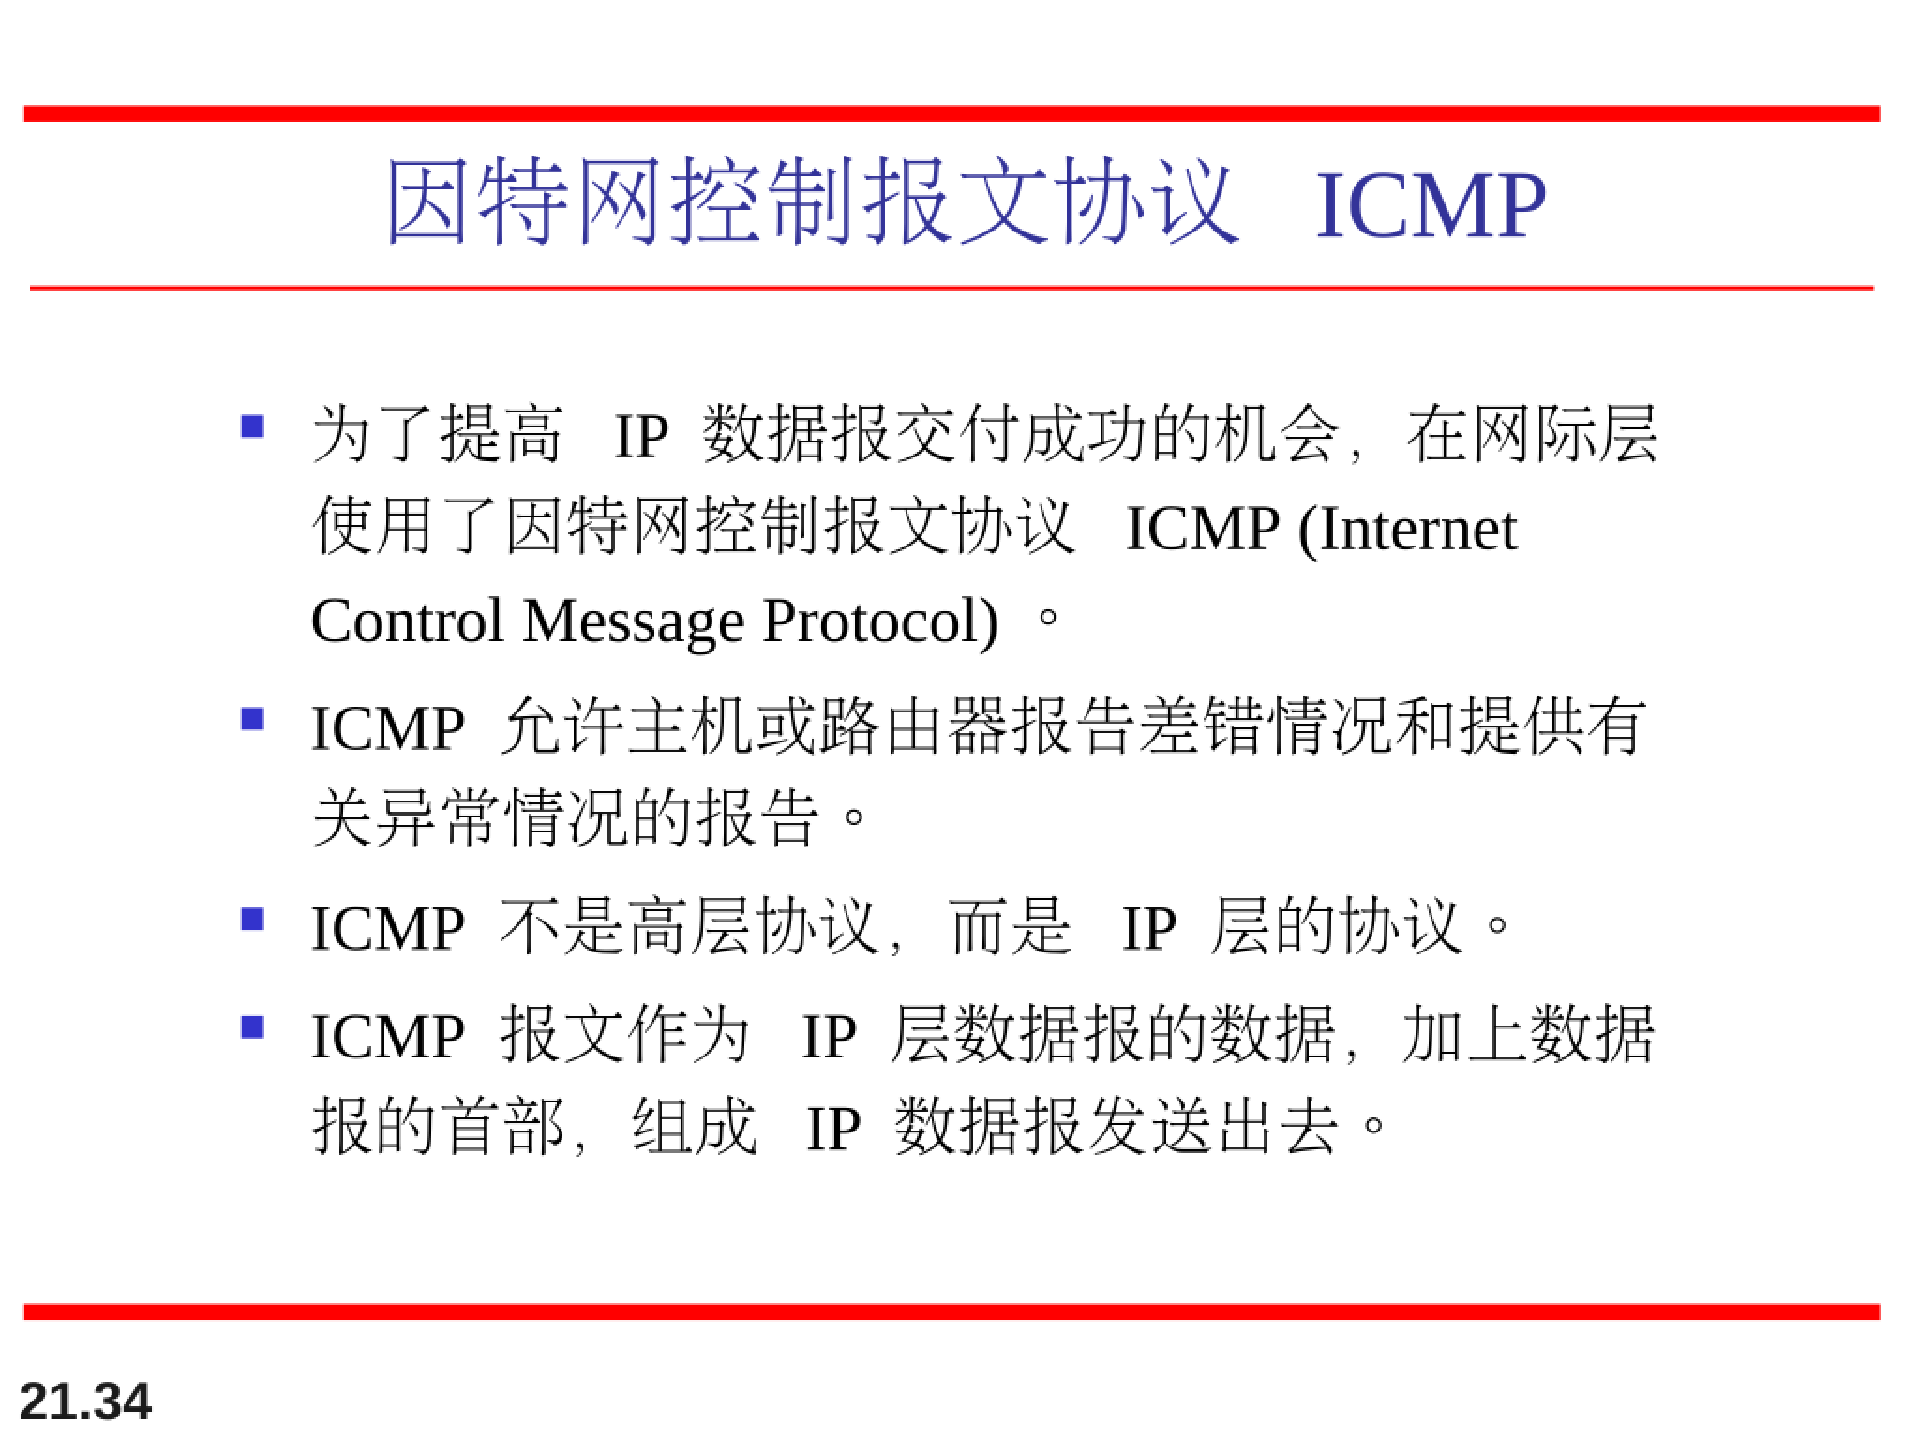 因特网控制报文协议 ICMP
为了提高 IP 数据报交付成功的机会，在网际层
使用了因特网控制报文协议 ICMP (Internet
Control Message Protocol) 。
ICMP 允许主机或路由器报告差错情况和提供有
关异常情况的报告。
ICMP 不是高层协议，而是 IP 层的协议。
ICMP 报文作为 IP 层数据报的数据，加上数据
报的首部，组成 IP 数据报发送出去。
21.34